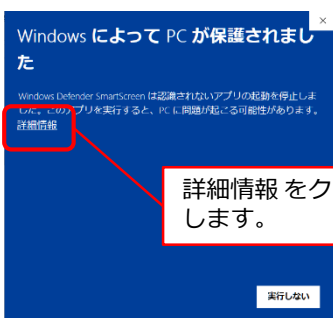 ×
Windows によって PC が保護されまし
た
Windows Defender SmartScreen は認識されないアプリの起動を停止しま
した。このアプリを実行すると、PC に問題が起こる可能性があります。
詳細情報
詳細情報 をク
します。
実行しない